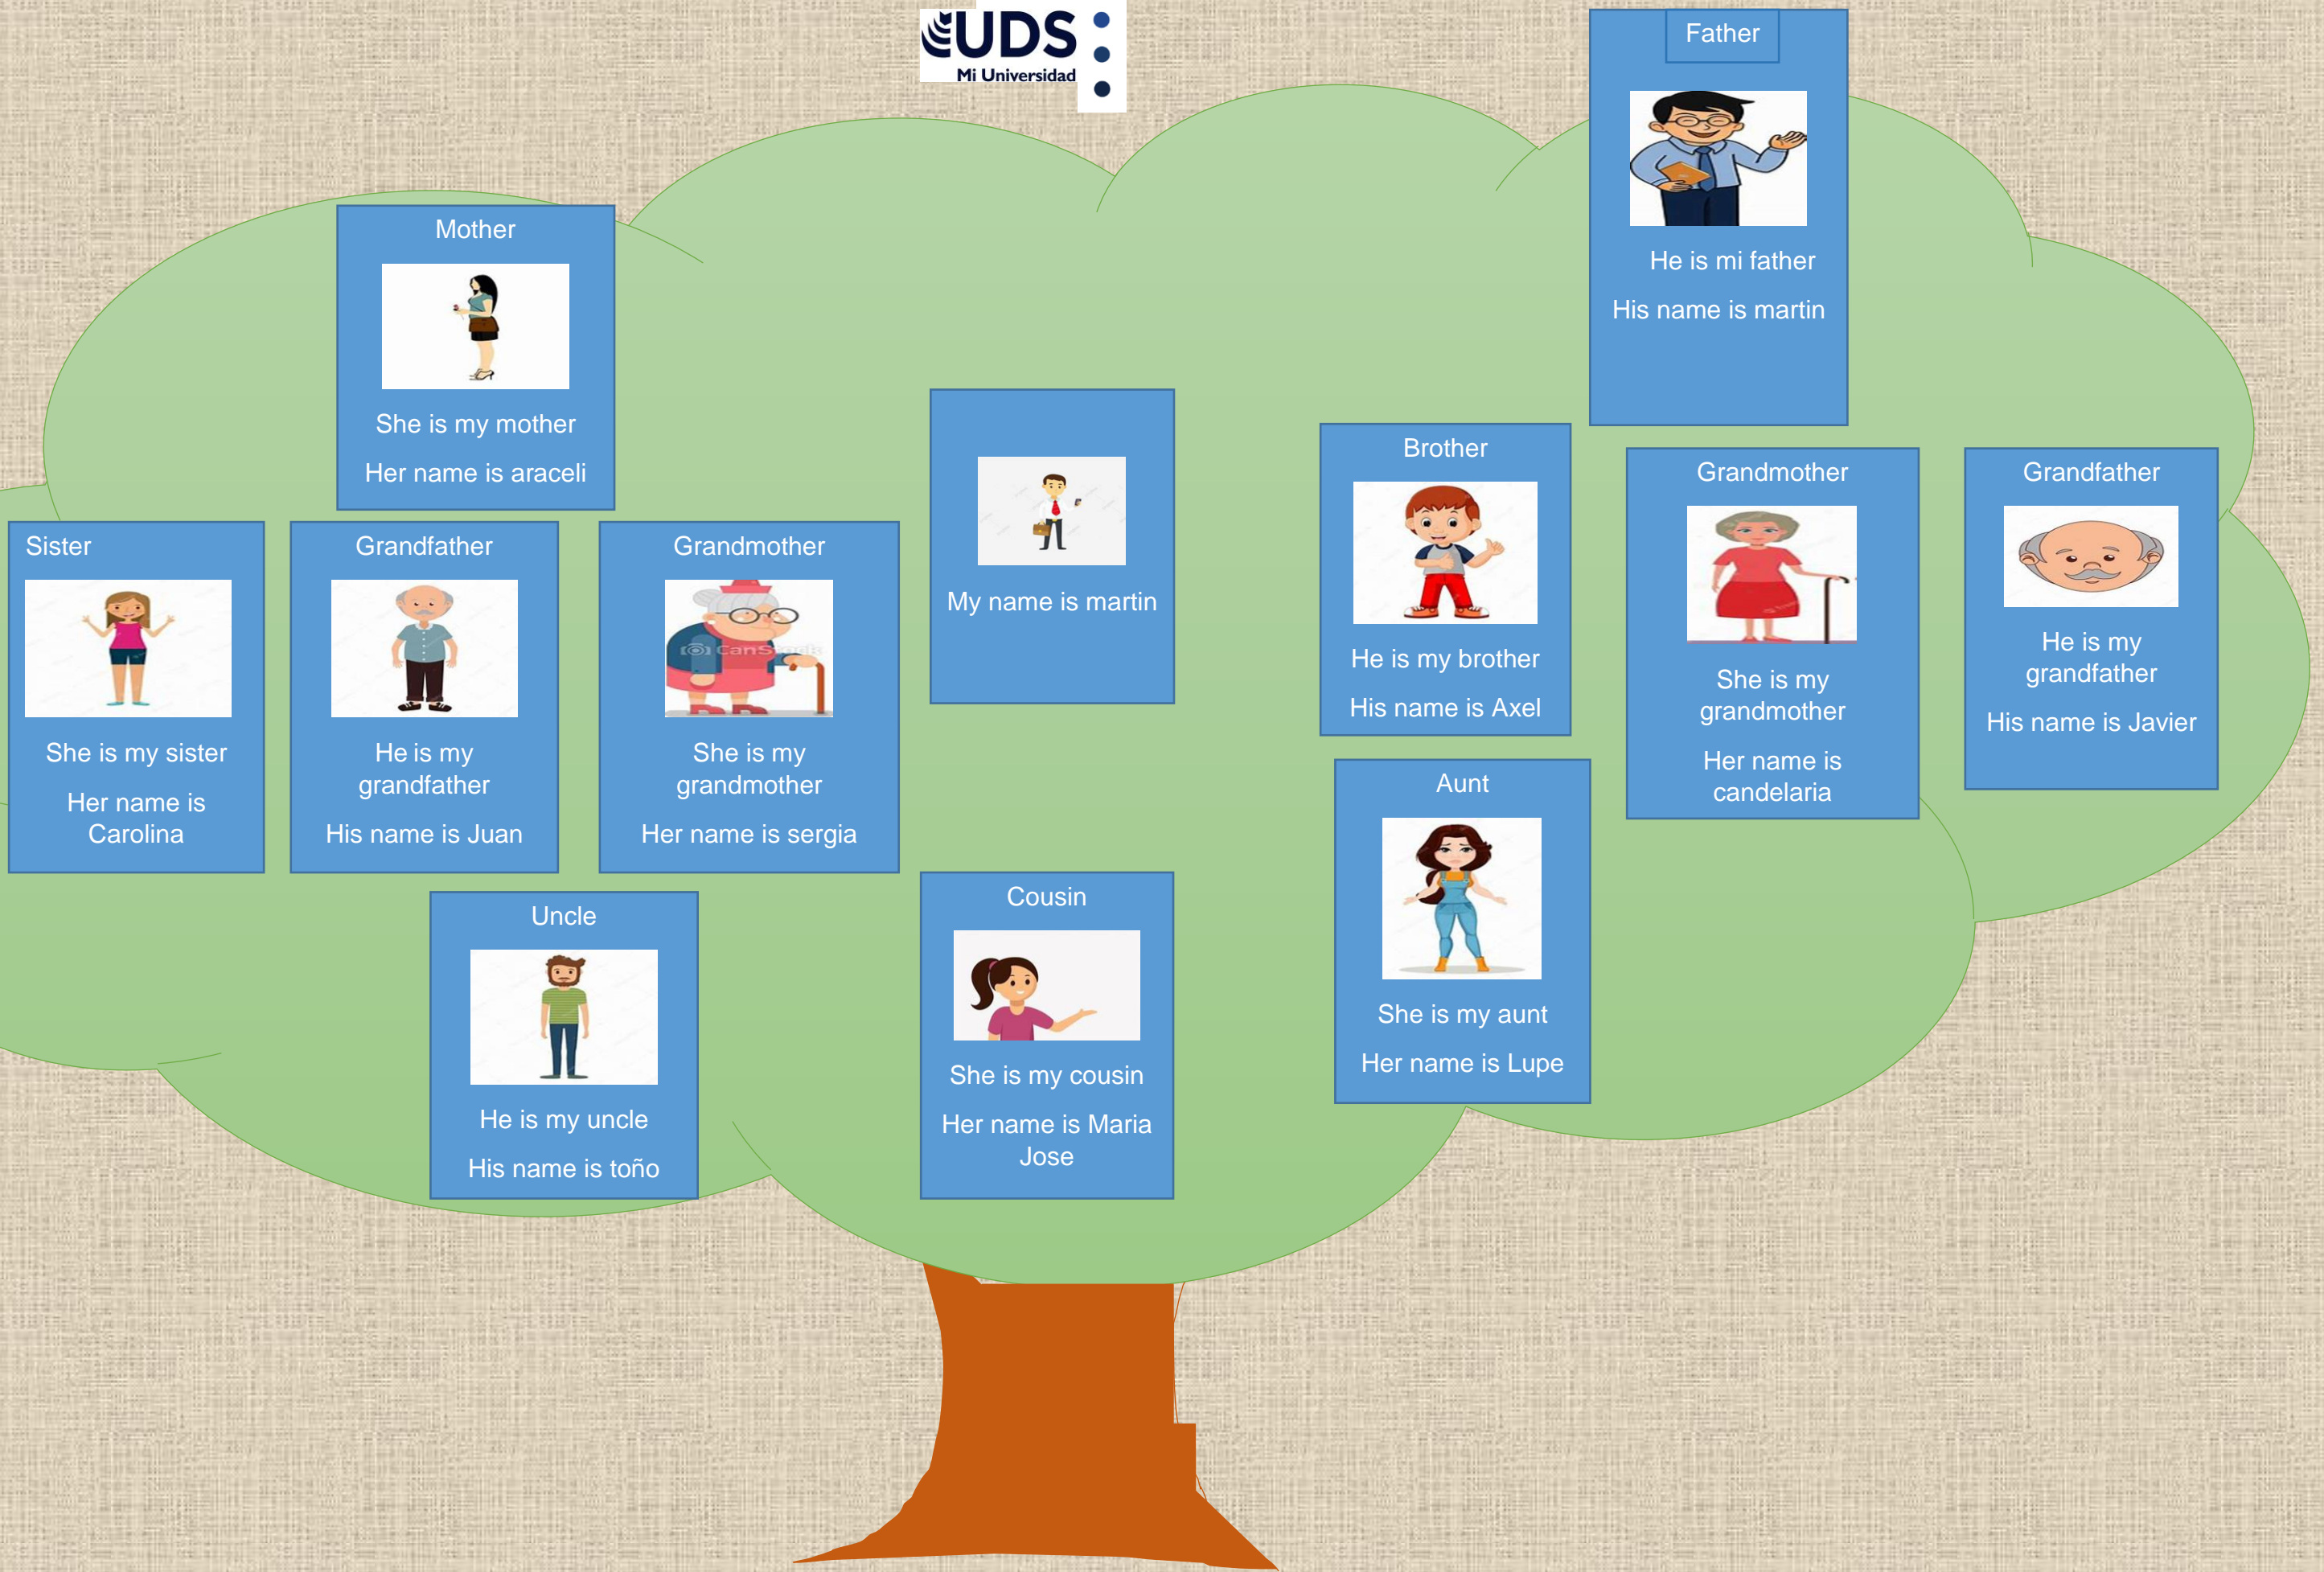 UDS
Mi Universidad
Father
He is mi father
His name is martin
Mother
She is my mother
Her name is araceli
My name is martin
Brother
He is my brother
His name is Axel
Grandmother
She is my
grandmother
Her name is
candelaria
Grandfather
He is my
grandfather
His name is Javier
Sister
She is my sister
Her name is
Carolina
Grandfather
He is my
grandfather
His name is Juan
Grandmother
She is my
grandmother
Her name is sergia
Aunt
She is my aunt
Her name is Lupe
Uncle
He is my uncle
His name is toño
Cousin
She is my cousin
Her name is Maria
Jose